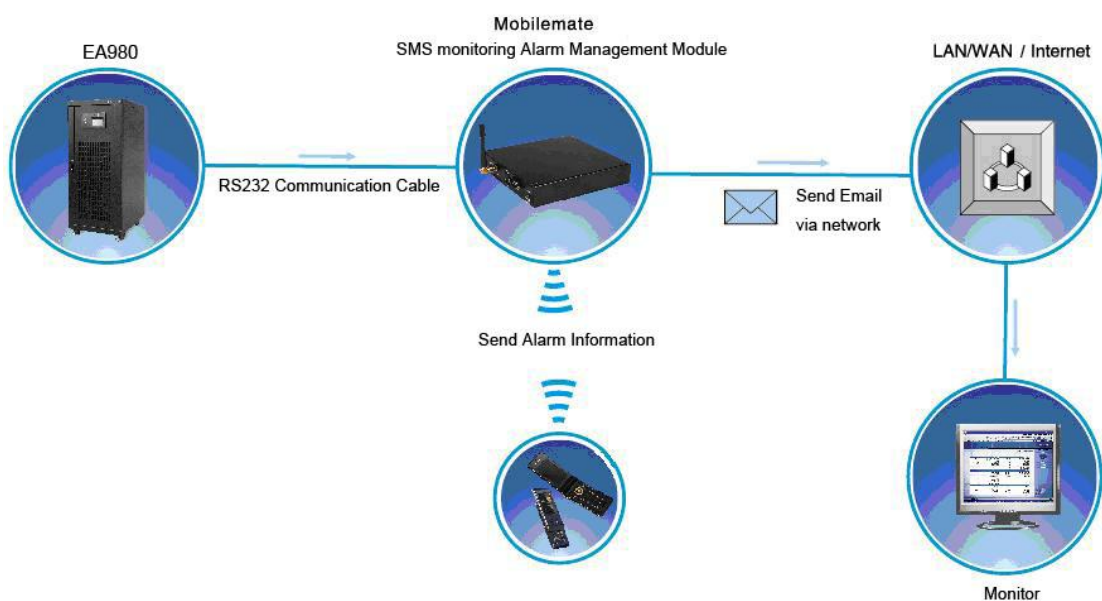 Mobilemate
EA980
SMS monitoring Alarm Management Module
LAN/WAN / Internet
RS232 Communication Cable
Send Email
via network
Send Alarm Information
Monitor